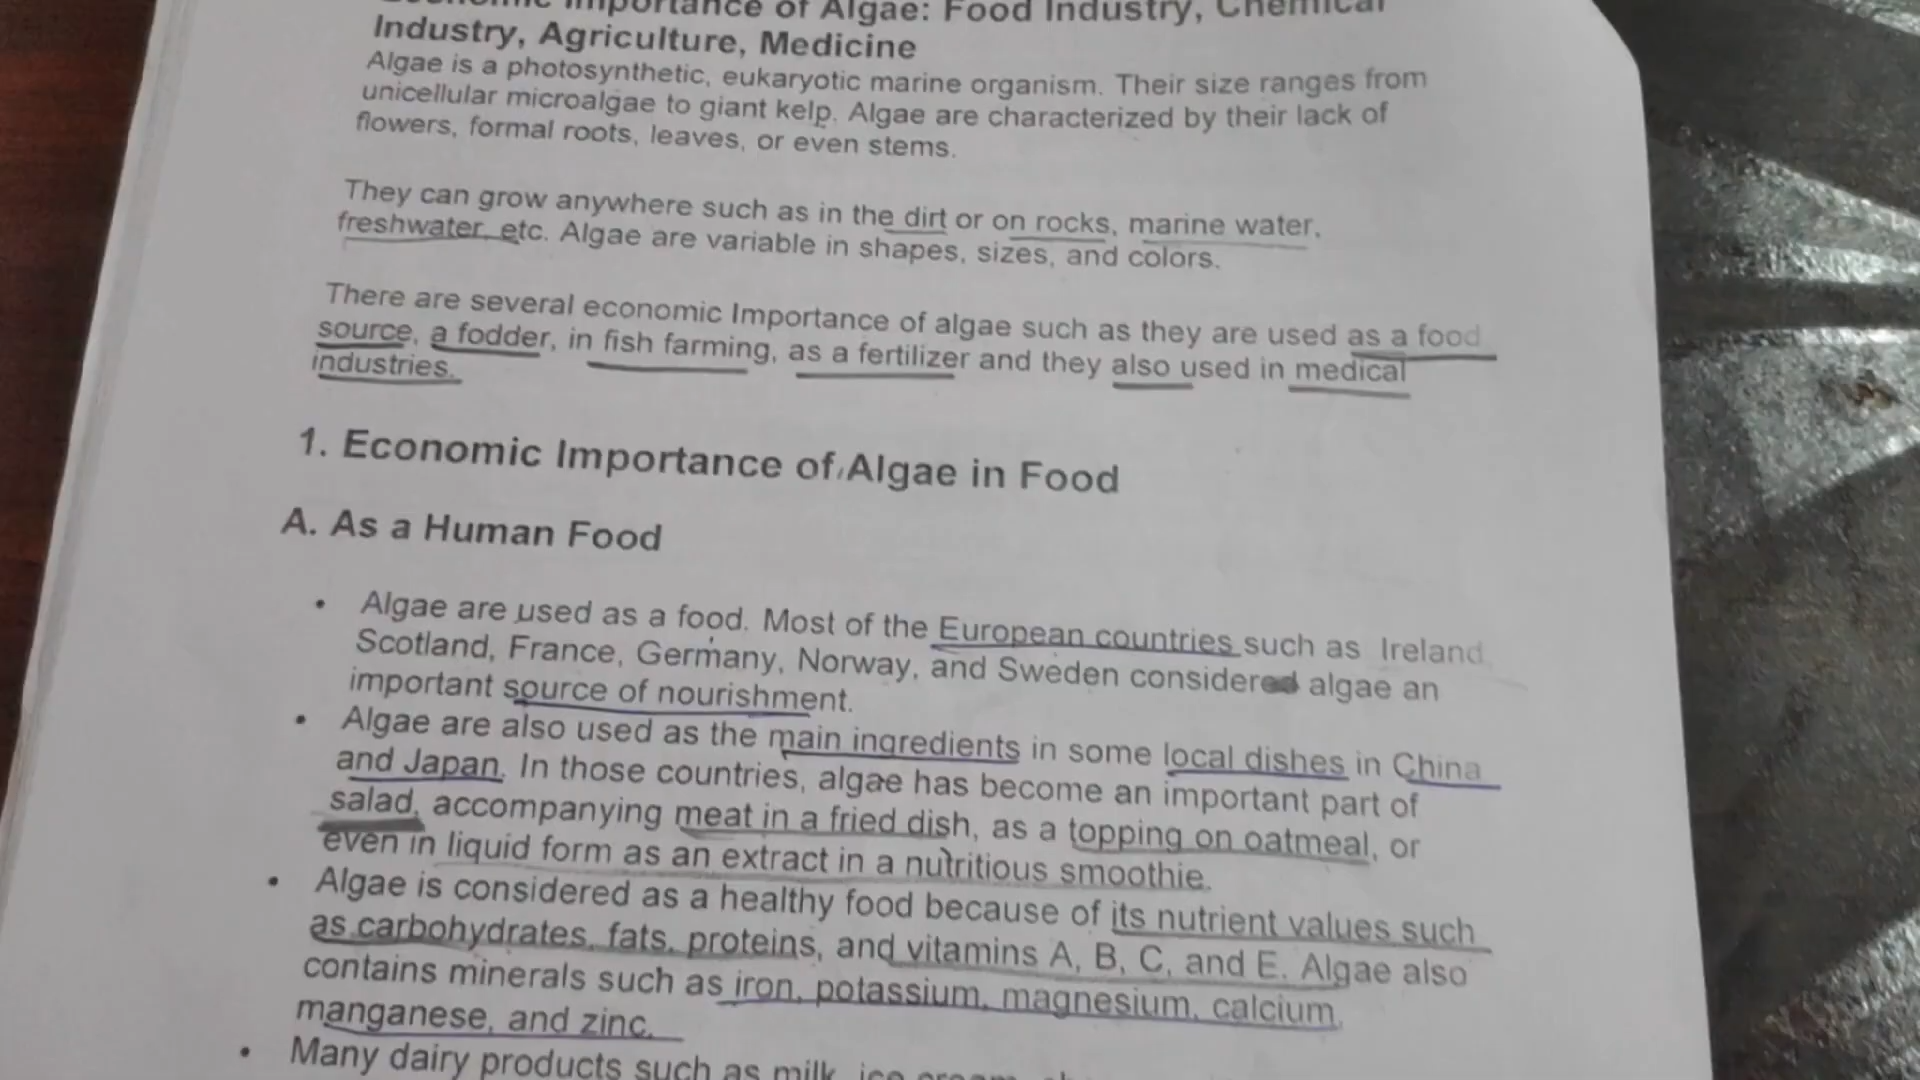 Economic Importance of Algae: Food Industry, Chemical
Industry, Agriculture, Medicine
Algae is a photosynthetic, eukaryotic marine organism. Their size ranges from
unicellular microalgae to giant kelp. Algae are characterized by their lack of
flowers, formal roots, leaves, or even stems.
They can grow anywhere such as in the dirt or on rocks, marine water,
freshwater, etc. Algae are variable in shapes, sizes, and colors.
There are several economic Importance of algae such as they are used as a food
source, a fodder, in fish farming, as a fertilizer and they also used in medical
industries.
1. Economic Importance of Algae in Food
A. As a Human Food
• Algae are used as a food. Most of the European countries such as Ireland,
Scotland, France, Germany, Norway, and Sweden considered algae an
important source of nourishment.
• Algae are also used as the main ingredients in some local dishes in China
and Japan. In those countries, algae has become an important part of
salad, accompanying meat in a fried dish, as a topping on oatmeal, or
even in liquid form as an extract in a nutritious smoothie.
• Algae is considered as a healthy food because of its nutrient values such
as carbohydrates, fats, proteins, and vitamins A, B, C, and E. Algae also
contains minerals such as iron, potassium, magnesium, calcium,
manganese, and zinc.
• Many dairy products such as milk, ice cream,